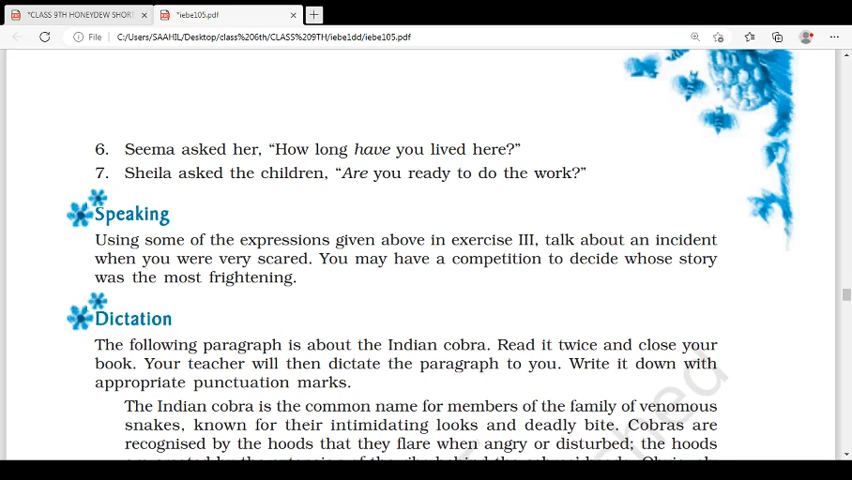 *CLASS 9TH HONEYDEW SHOR
*iebe105.pdf
File
C:/Users/SAAHIL/Desktop/class%206th/CLASS%209TH/iebe1dd/iebe105.pdf
6. Seema asked her, “How long have you lived here?”
7. Sheila asked the children, “Are you ready to do the work?”
Speaking
Using some of the expressions given above in exercise III, talk about an incident
when you were very scared. You may have a competition to decide whose story
was the most frightening.
Dictation
The following paragraph is about the Indian cobra. Read it twice and close your
book. Your teacher will then dictate the paragraph to you. Write it down with
appropriate punctuation marks.
The Indian cobra is the common name for members of the family of venomous
snakes, known for their intimidating looks and deadly bite. Cobras are
recognised by the hoods that they flare when angry or disturbed; the hoods